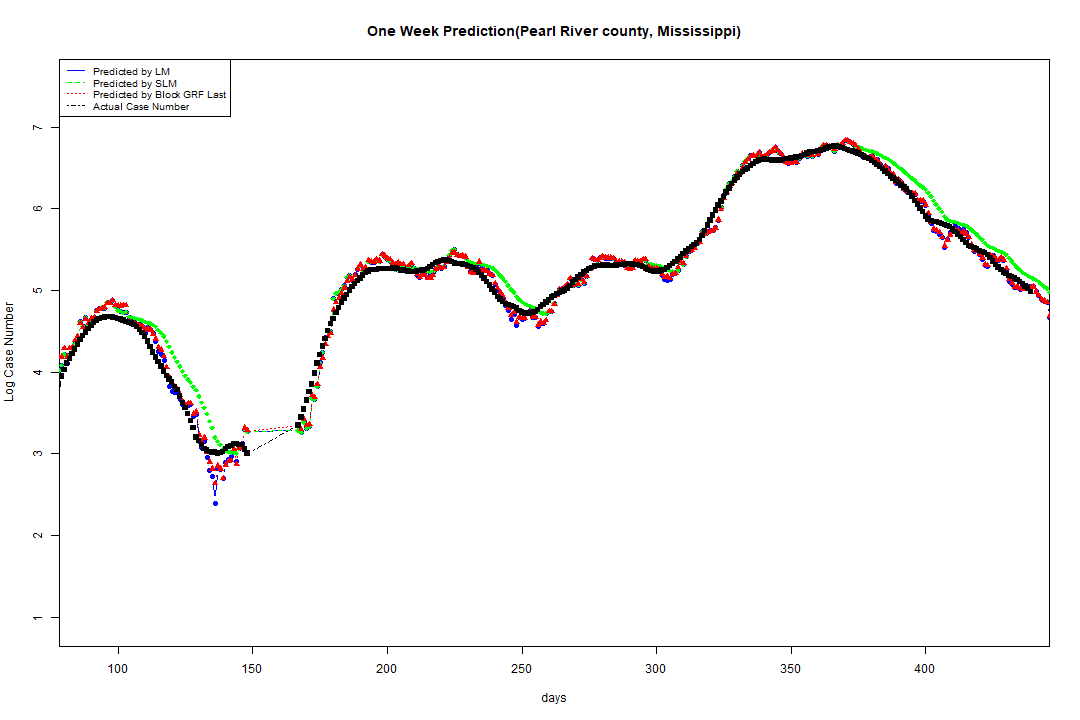 One Week Prediction(Pearl River county, Mississippi)
Predicted by LM
Predicted by SLM
Predicted by Block GRF Last
Actual Case Number
7
6
5
4
3
2
1
Log Case Number
100 150 200 250 300 350 400
days